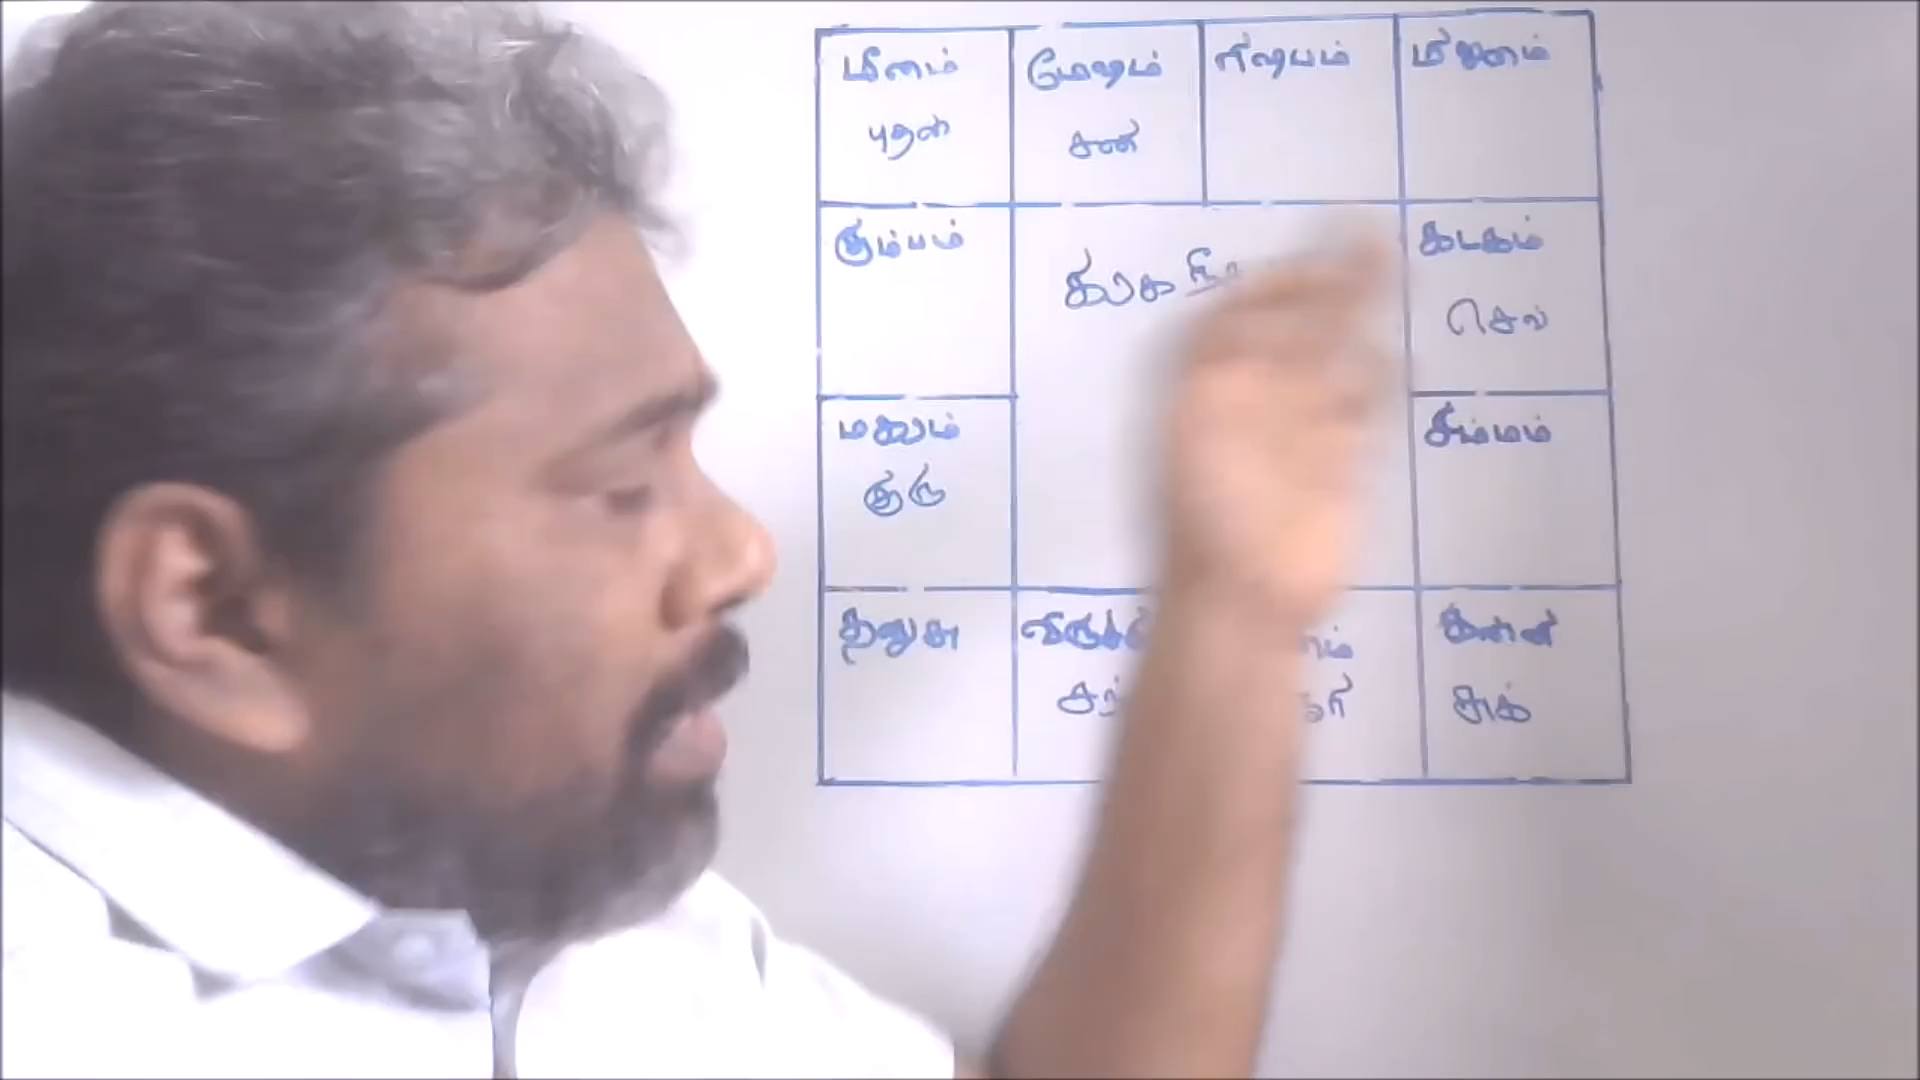 மீனம்
புதன்
மேஷம்
சனி
ரிஷபம்
மிதுனம்
கும்பம்
கடகம்
செவ்
மகரம்
குரு
சிம்மம்
தனுசு
கன்னி
சுக்